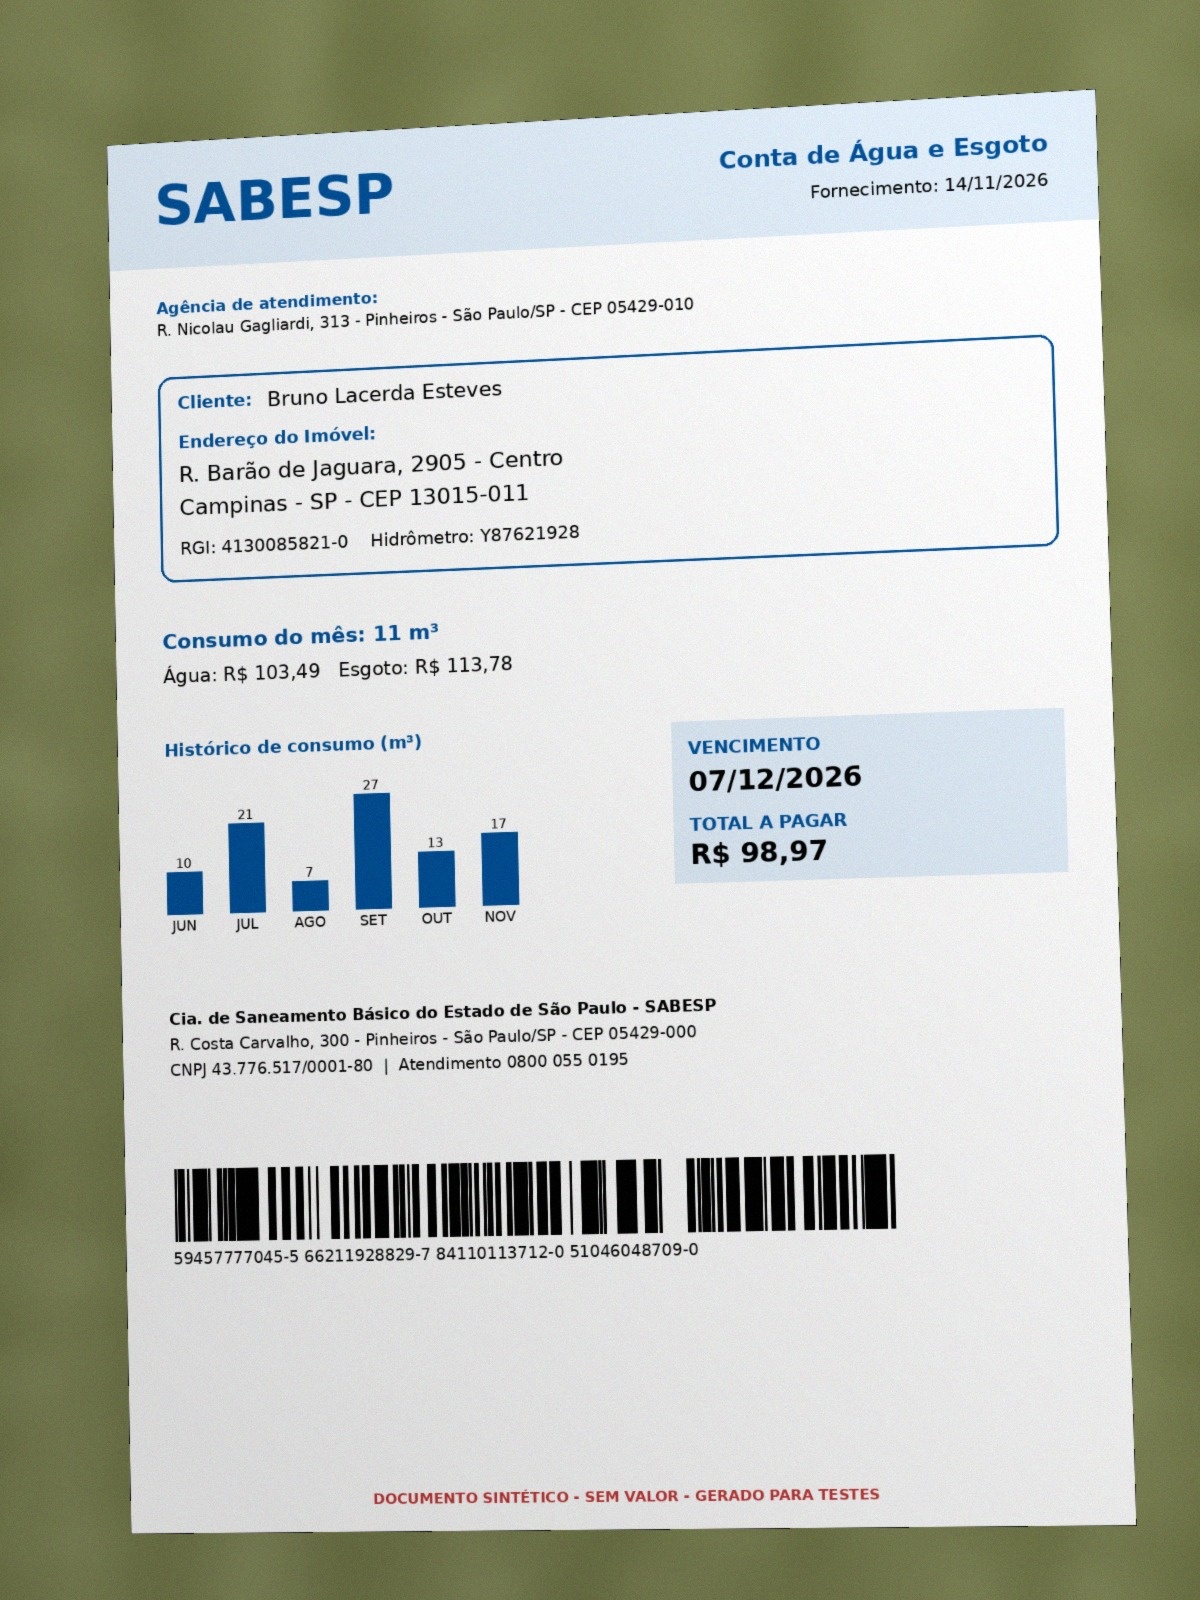 SABESP
Conta de Água e Esgoto
Fornecimento: 14/11/2026
Agência de atendimento:
R. Nicolau Gagliardi, 313 - Pinheiros - São Paulo/SP - CEP 05429-010
Cliente: Bruno Lacerda Esteves
Endereço do Imóvel:
R. Barão de Jaguara, 2905 - Centro
Campinas - SP - CEP 13015-011
RGI: 4130085821-0 Hidrômetro: Y87621928
Consumo do mês: 11 m³
Água: R$ 103,49 Esgoto: R$ 113,78
Histórico de consumo (m³)
10 21 7 27 13 17
JUN JUL AGO SET OUT NOV
VENCIMENTO
07/12/2026
TOTAL A PAGAR
R$ 98,97
Cia. de Saneamento Básico do Estado de São Paulo - SABESP
R. Costa Carvalho, 300 - Pinheiros - São Paulo/SP - CEP 05429-000
CNPJ 43.776.517/0001-80 | Atendimento 0800 055 0195
59457777045-5 66211928829-7 84110113712-0 51046048709-0
DOCUMENTO SINTÉTICO - SEM VALOR - GERADO PARA TESTES